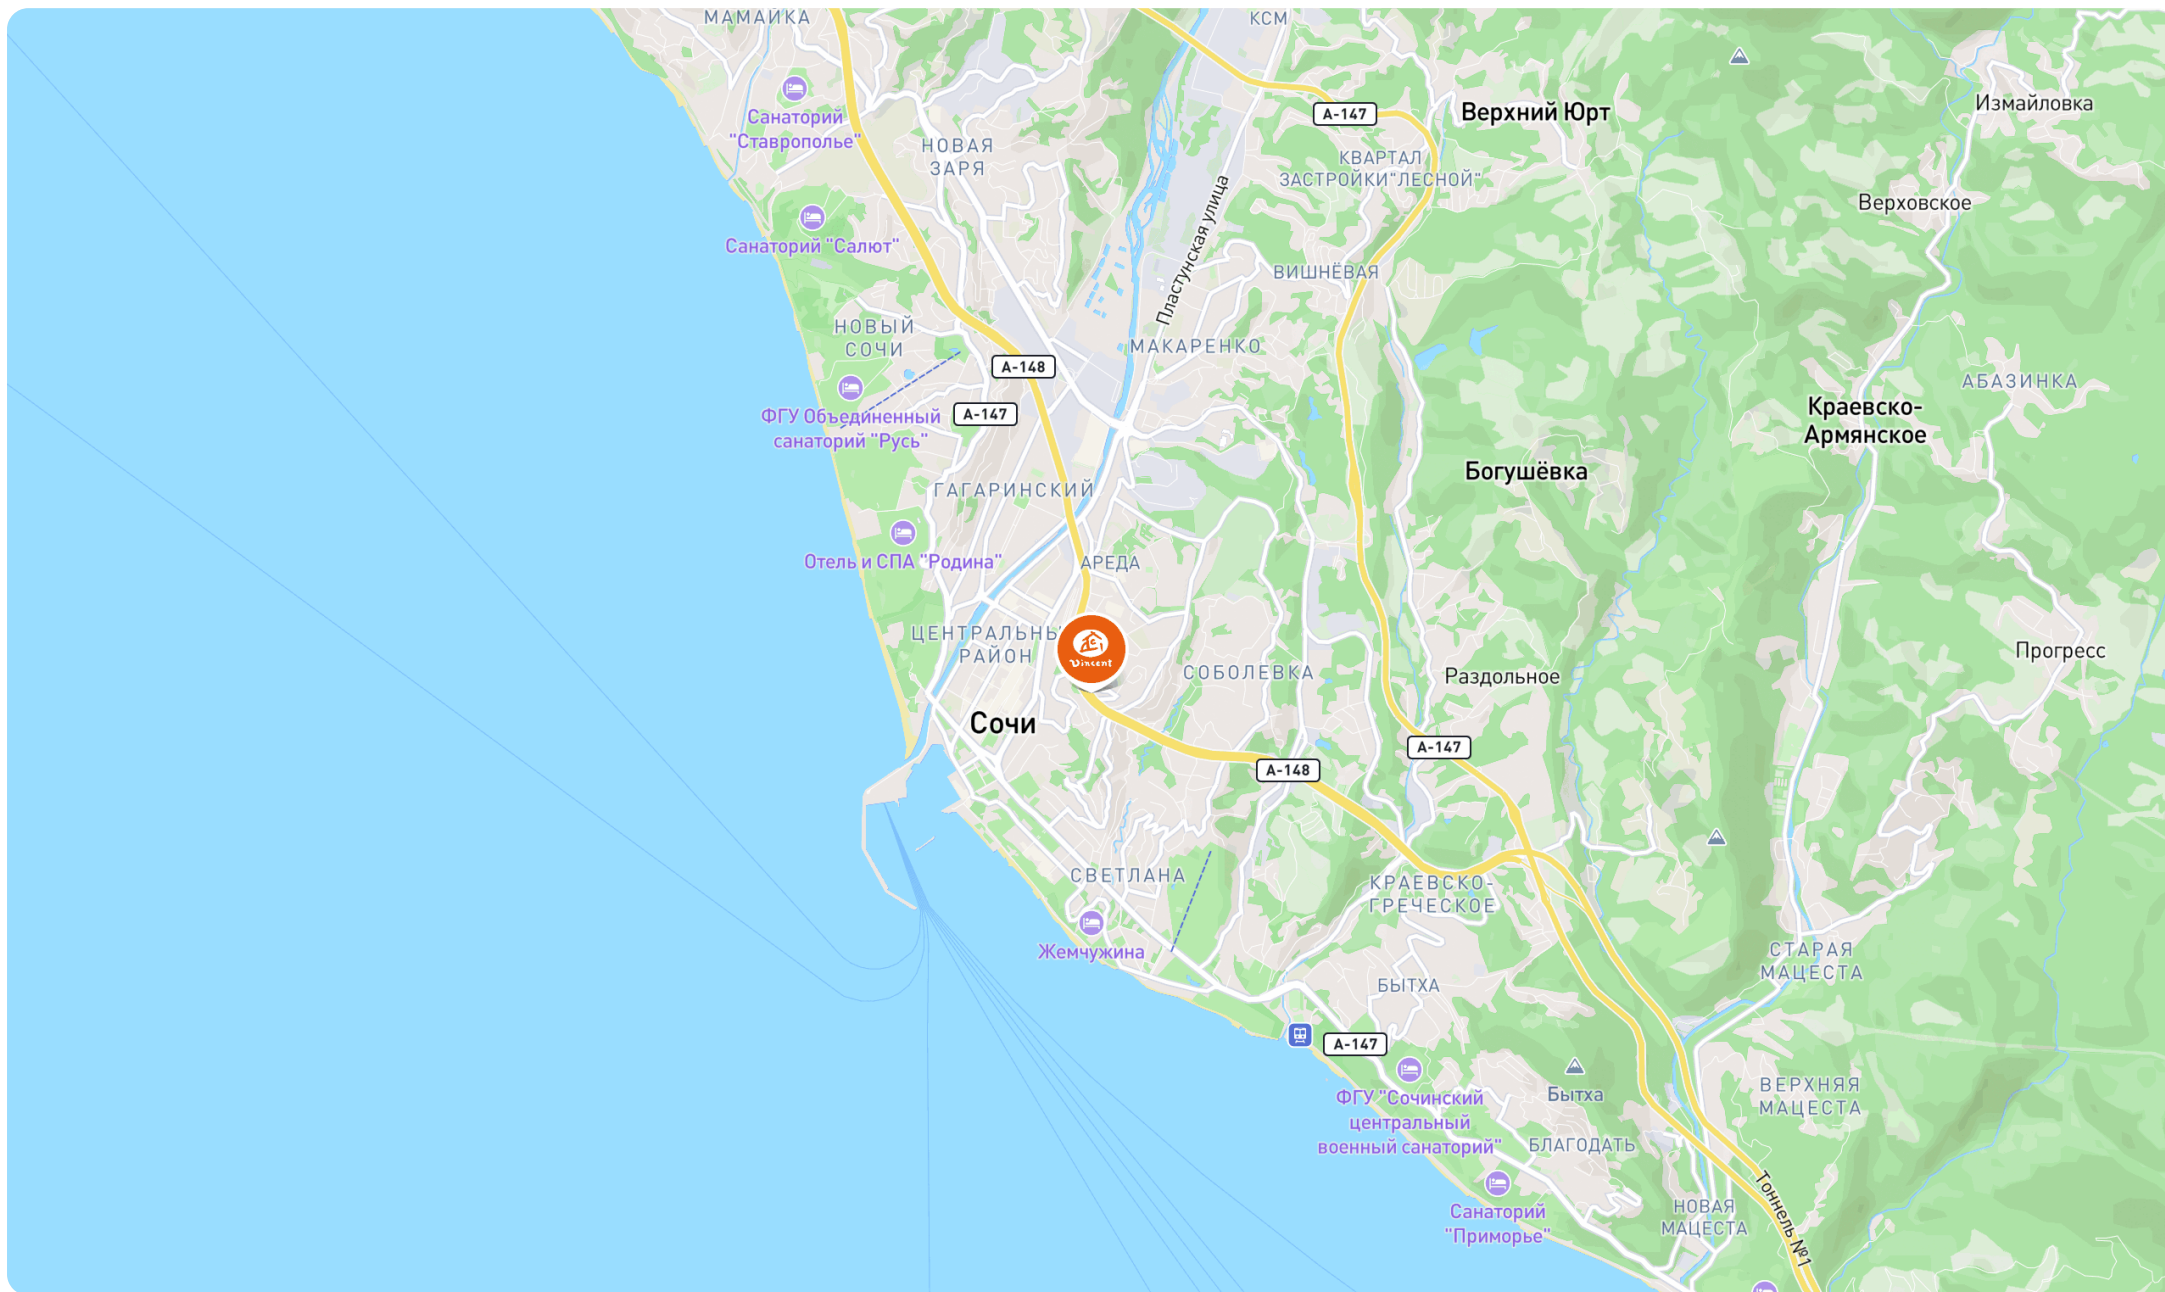 МАМАЙКА
КСМ
Санаторий
"Ставрополье"
НОВАЯ
ЗАРЯ
А-147
Верхний Юрт
Измайловка
КВАРТАЛ
ЗАСТРОЙКИ"ЛЕСНОЙ"
Верховское
Санаторий "Салют"
Пластунская улица
ВИШНЁВАЯ
НОВЫЙ
СОЧИ
МАКАРЕНКО
А-148
А-147
АБАЗИНКА
ФГУ Объединенный
санаторий "Русь"
Краевско-
Армянское
Богушёвка
ГАГАРИНСКИЙ
Отель и СПА "Родина"
АРЕДА
ЦЕНТРАЛЬНЫ
РАЙОН
Vincent
СОБОЛЕВКА
Раздольное
Прогресс
Сочи
А-147
А-148
СВЕТЛАНА
КРАЕВСКО-
ГРЕЧЕСКОЕ
Жемчужина
СТАРАЯ
МАЦЕСТА
БЫТХА
А-147
ФГУ "Сочинский
центральный
военный санаторий"
Бытха
ВЕРХНЯЯ
МАЦЕСТА
БЛАГОДАТЬ
Санаторий
"Приморье"
НОВАЯ
МАЦЕСТА
Тоннель №1